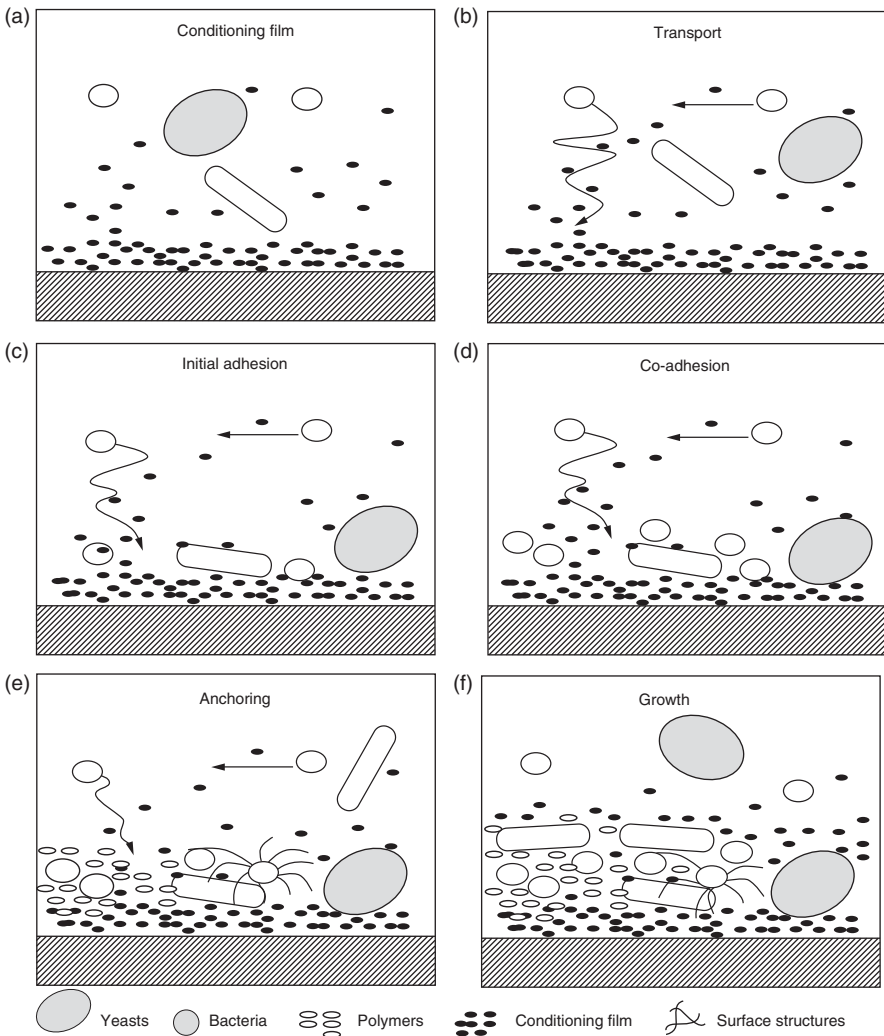 (a)
Conditioning film
(b)
Transport
(c)
Initial adhesion
(d)
Co-adhesion
(e)
Anchoring
(f)
Growth
Yeasts Bacteria Polymers Conditioning film Surface structures